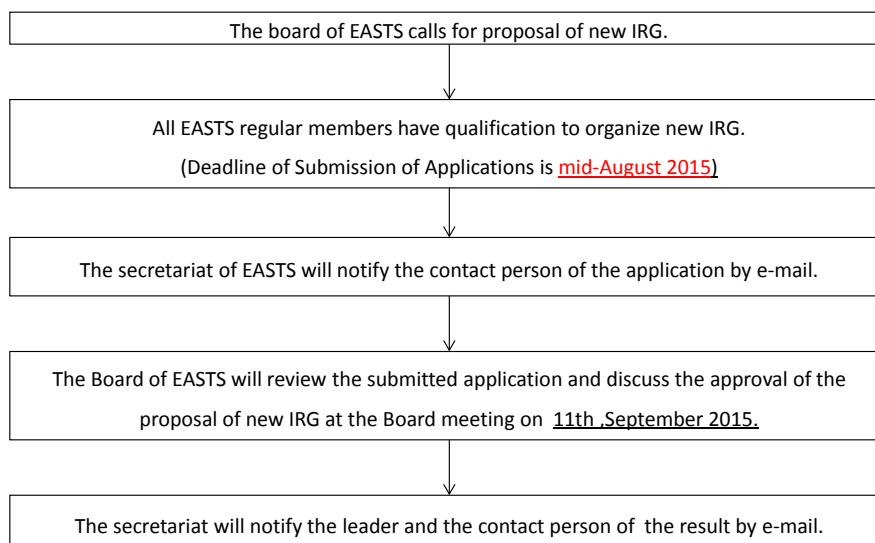 The board of EASTS calls for proposal of new IRG.
All EASTS regular members have qualification to organize new IRG.
(Deadline of Submission of Applications is mid-August 2015)
The secretariat of EASTS will notify the contact person of the application by e-mail.
The Board of EASTS will review the submitted application and discuss the approval of the
proposal of new IRG at the Board meeting on 11th ,September 2015.
The secretariat will notify the leader and the contact person of the result by e-mail.